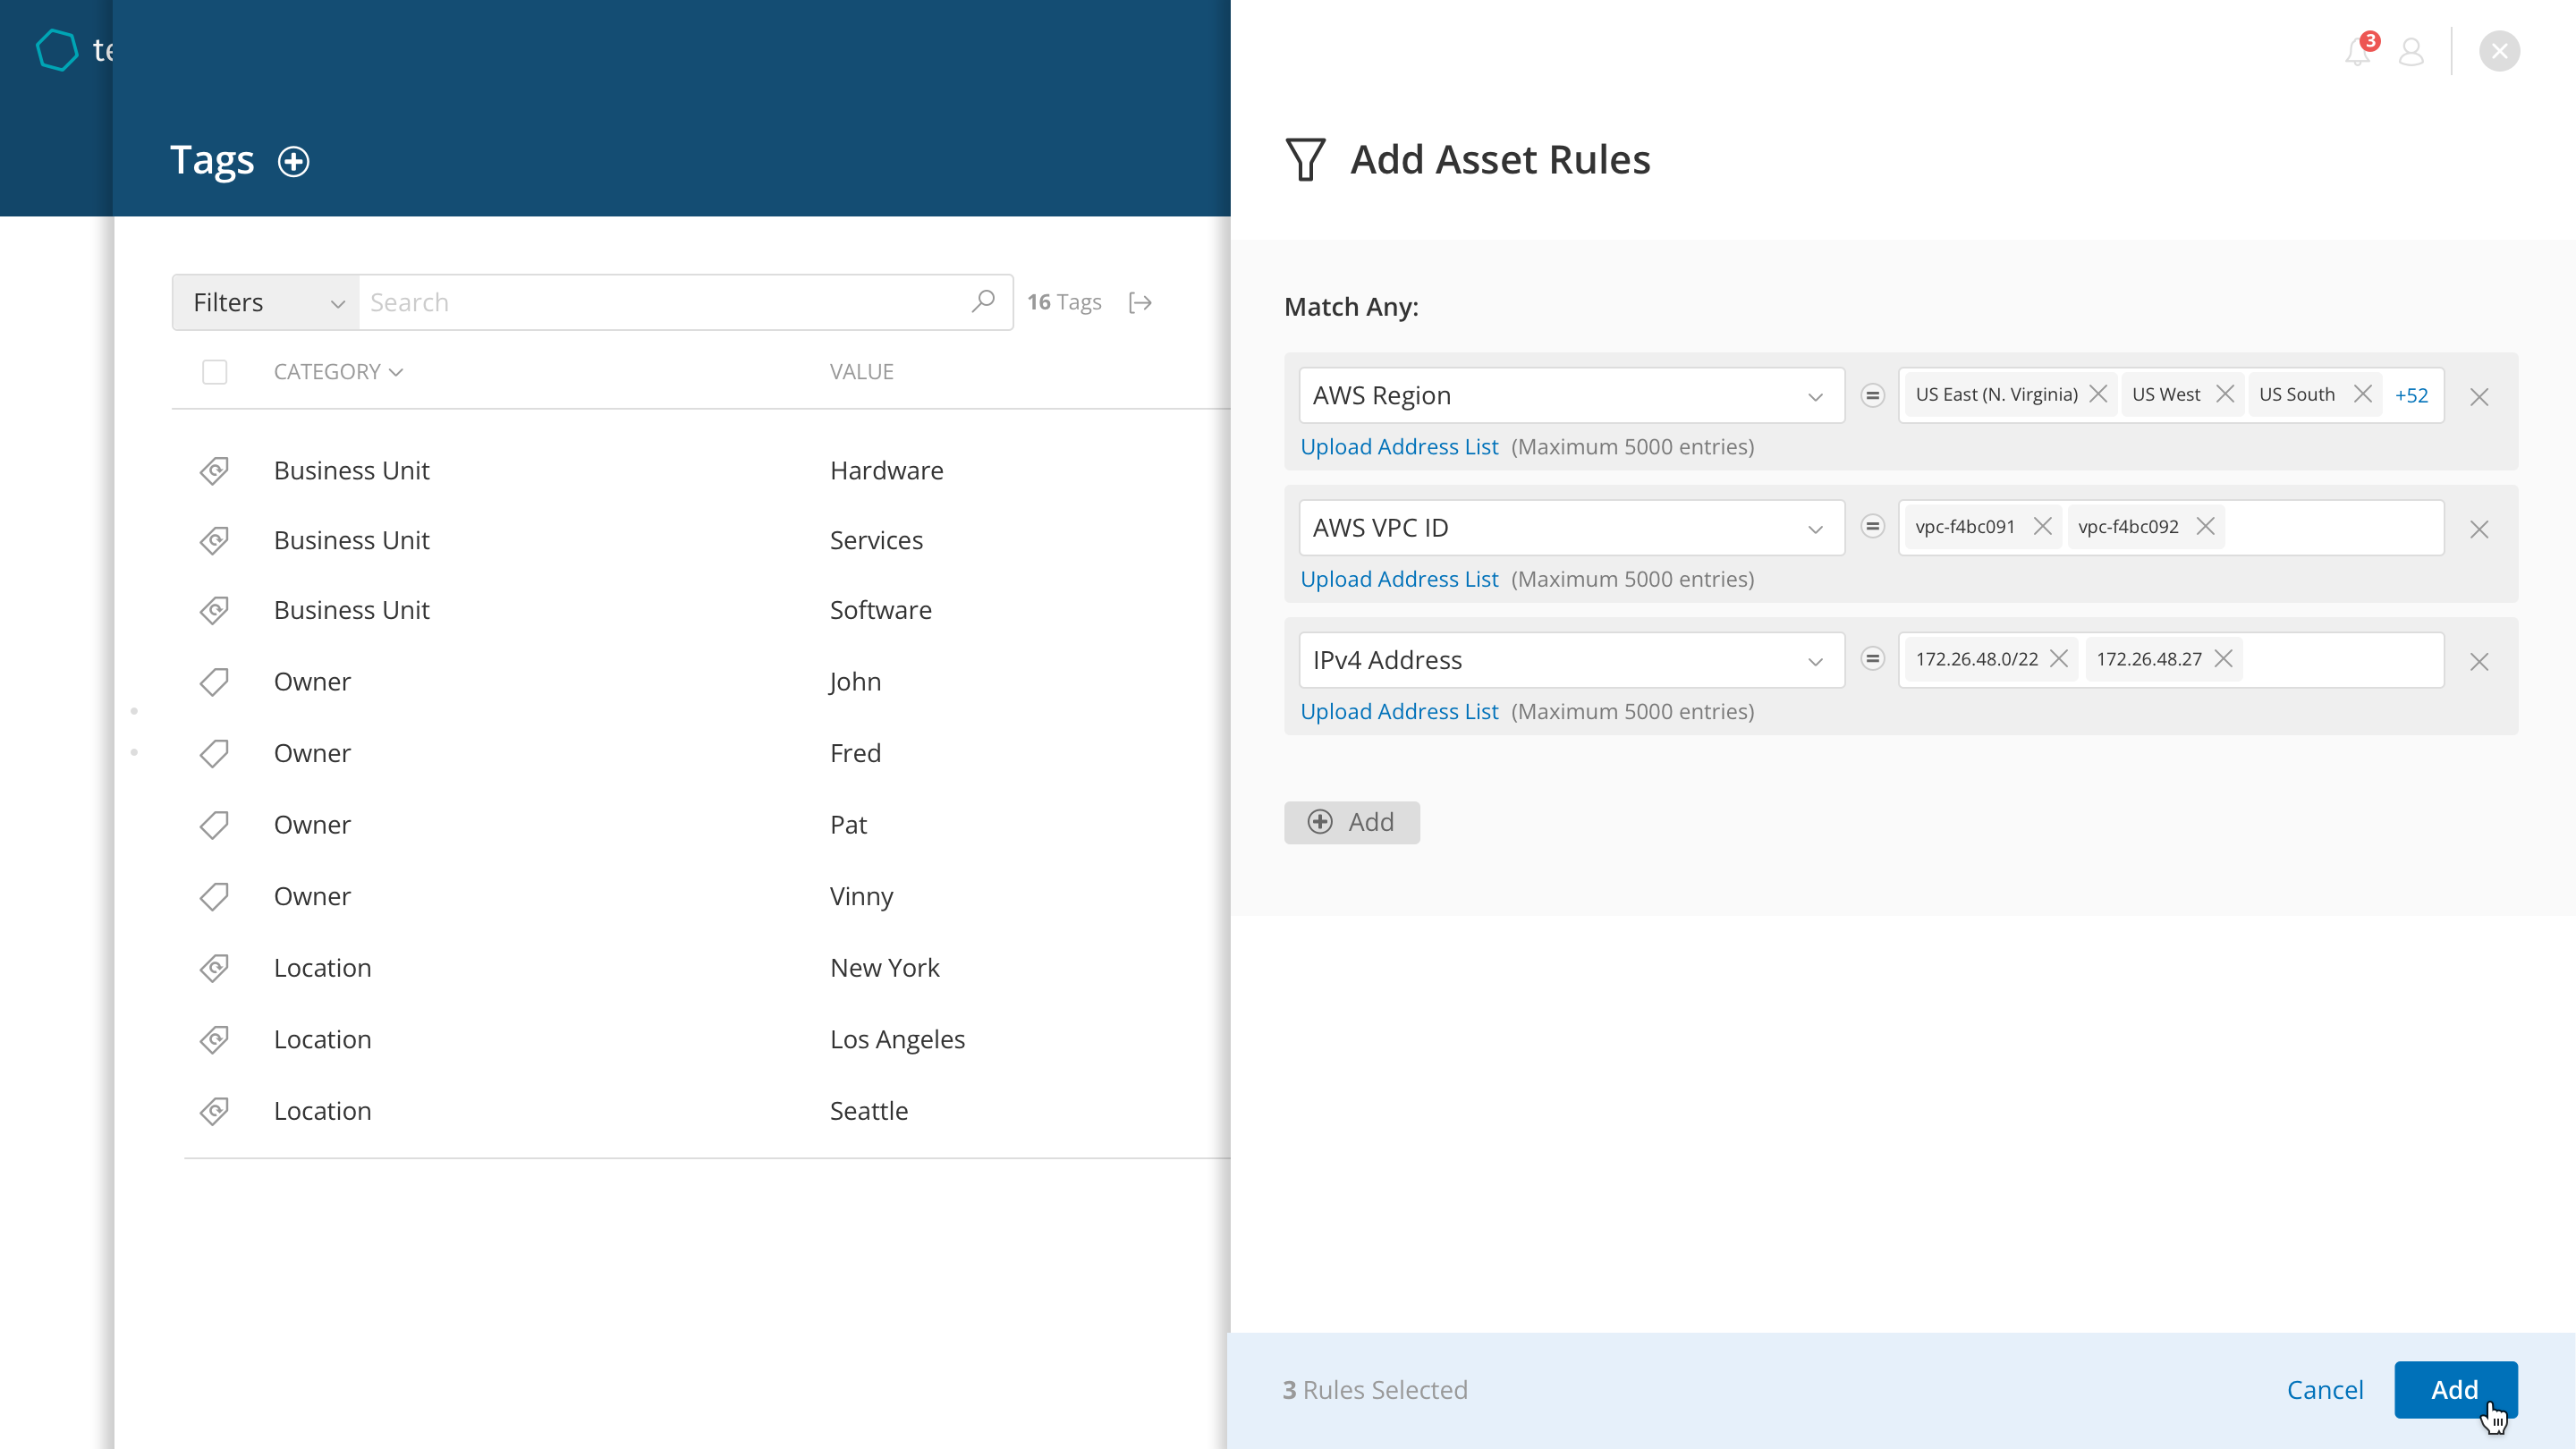 te
3
Tags
Add Asset Rules
Filters
Search
16 Tags
CATEGORY
VALUE
Business Unit
Hardware
Business Unit
Services
Business Unit
Software
Owner
John
Owner
Fred
Owner
Pat
Owner
Vinny
Location
New York
Location
Los Angeles
Location
Seattle
Match Any:
AWS Region
=
US East (N. Virginia)
US West
US South
+52
Upload Address List (Maximum 5000 entries)
AWS VPC ID
=
vpc-f4bc091
vpc-f4bc092
Upload Address List (Maximum 5000 entries)
IPv4 Address
=
172.26.48.0/22
172.26.48.27
Upload Address List (Maximum 5000 entries)
Add
3 Rules Selected
Cancel
Add